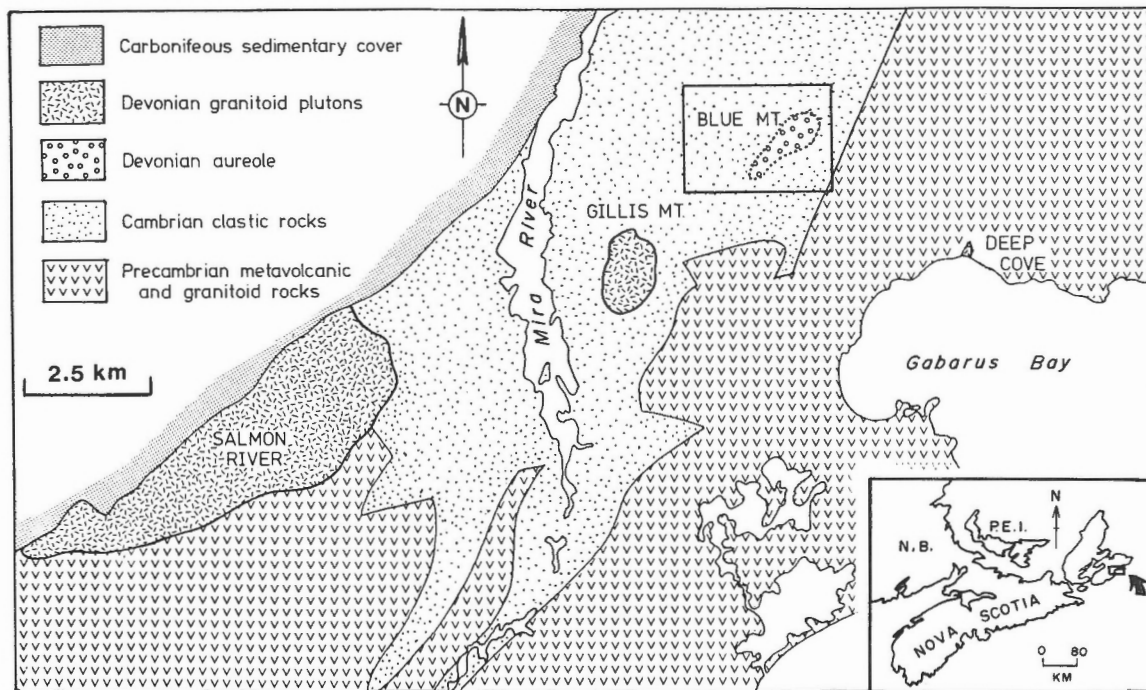 Carbonifeous sedimentary cover
Devonian granitoid plutons
Devonian aureole
Cambrian clastic rocks
Precambrian metavolcanic
and granitoid rocks
2.5 km
N
BLUE MT.
GILLIS MT.
Mira River
DEEP
COVE
Gabarus Bay
SALMON
RIVER
N
P.E.I.
N.B.
NOVA SCOTIA
0 80
KM